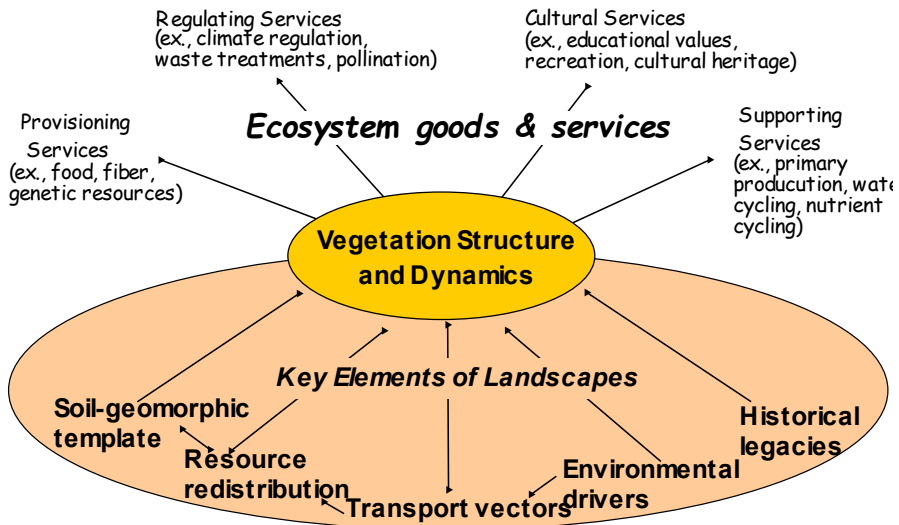 Regulating Services
(ex., climate regulation,
waste treatments, pollination)
Cultural Services
(ex., educational values,
recreation, cultural heritage)
Ecosystem goods & services
Provisioning
Services
(ex., food, fiber,
genetic resources)
Supporting
Services
(ex., primary
producution, wate
cycling, nutrient
cycling)
Vegetation Structure
and Dynamics
Key Elements of Landscapes
Soil-geomorphic
template
Resource
redistribution
Transport vectors
Environmental
drivers
Historical
legacies